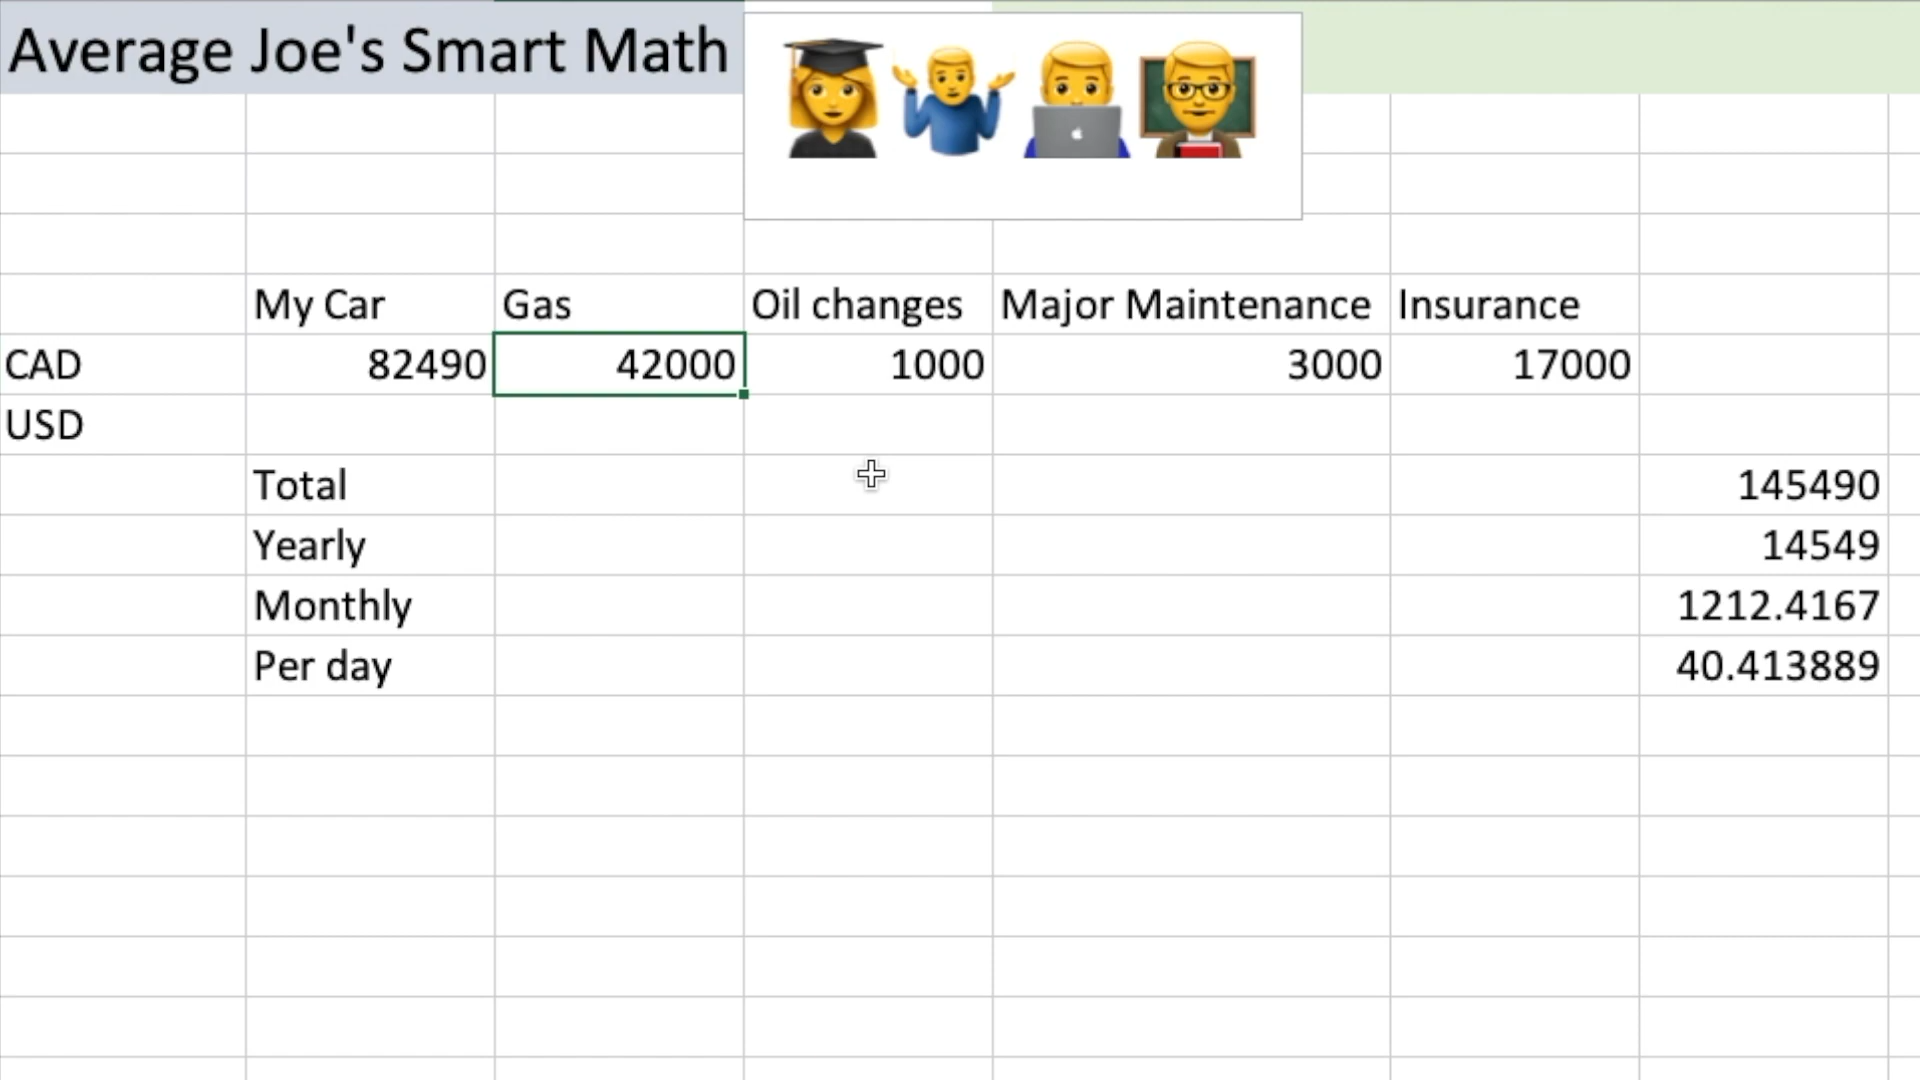 Average Joe's Smart Math
My Car Gas Oil changes Major Maintenance Insurance
CAD 82490 42000 1000 3000 17000
USD
Total 145490
Yearly 14549
Monthly 1212.4167
Per day 40.413889